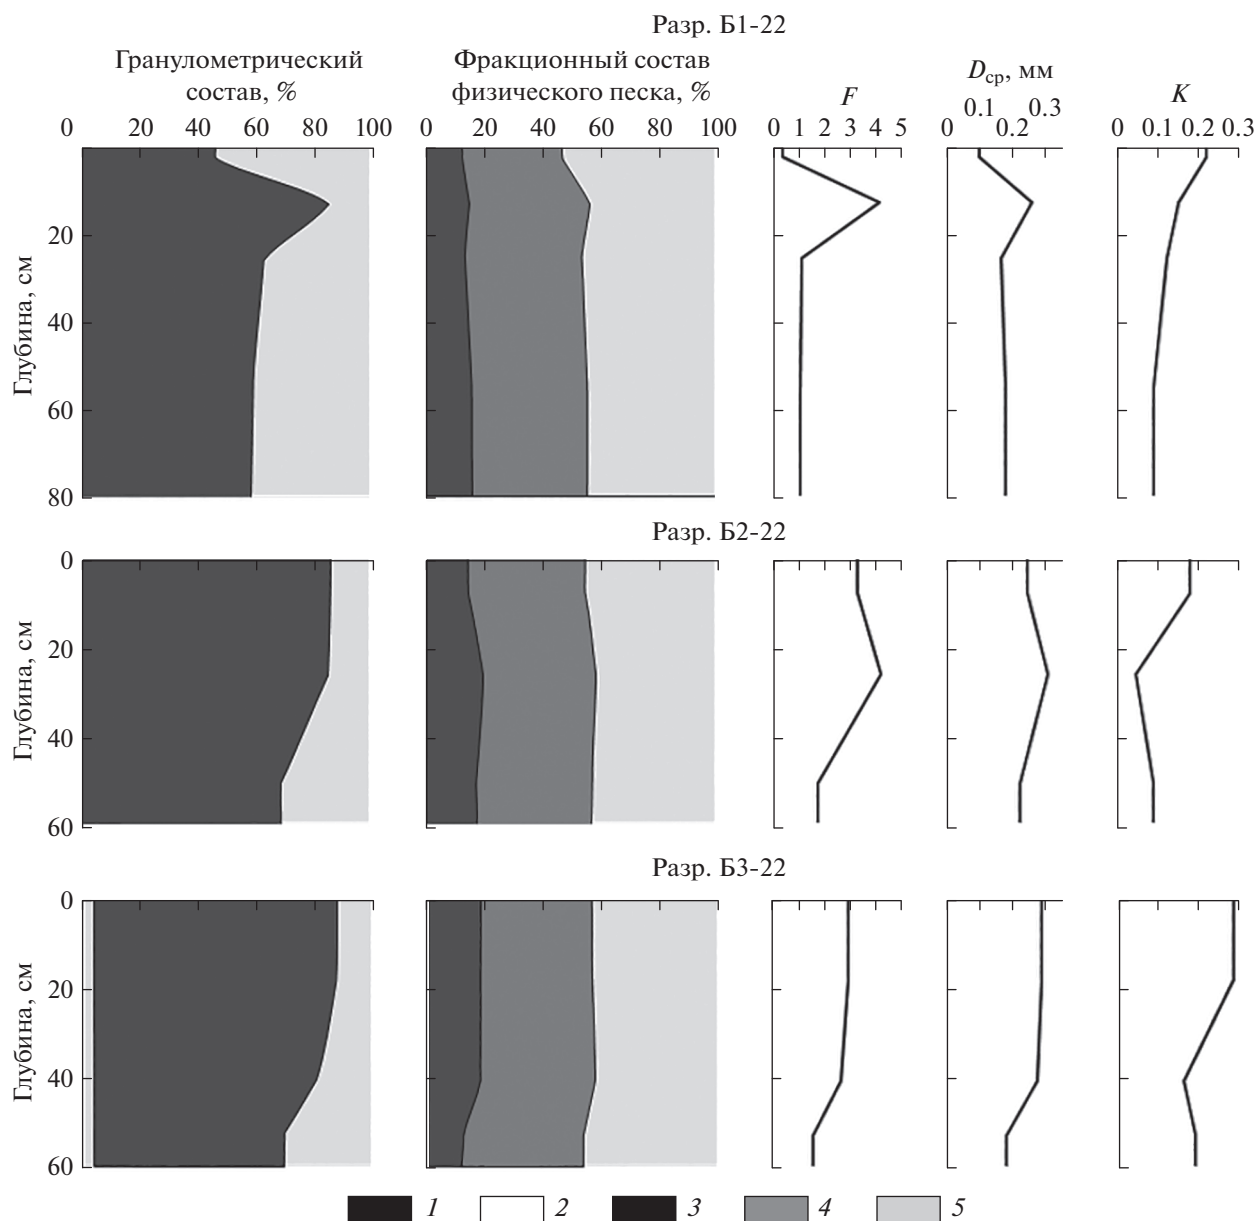 Разр. Б1-22
Гранулометрический состав, %
Фракционный состав физического песка, %
F
Dср, мм
K
0 20 40 60 80 100
0 20 40 60 80 100
0 1 2 3 4 5
0 0.1 0.2 0.3
0 0.1 0.2 0.3
Глубина, см
20
40
60
80
Разр. Б2-22
Глубина, см
0
20
40
60
Разр. Б3-22
Глубина, см
0
20
40
60
1 2 3 4 5